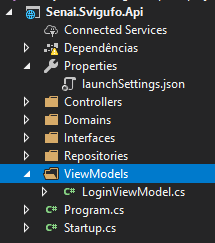 Senai.Svigufo.Api
Connected Services
Dependências
Properties
launchSettings.json
Controllers
Domains
Interfaces
Repositories
ViewModels
C# LoginViewModel.cs
C# Program.cs
C# Startup.cs